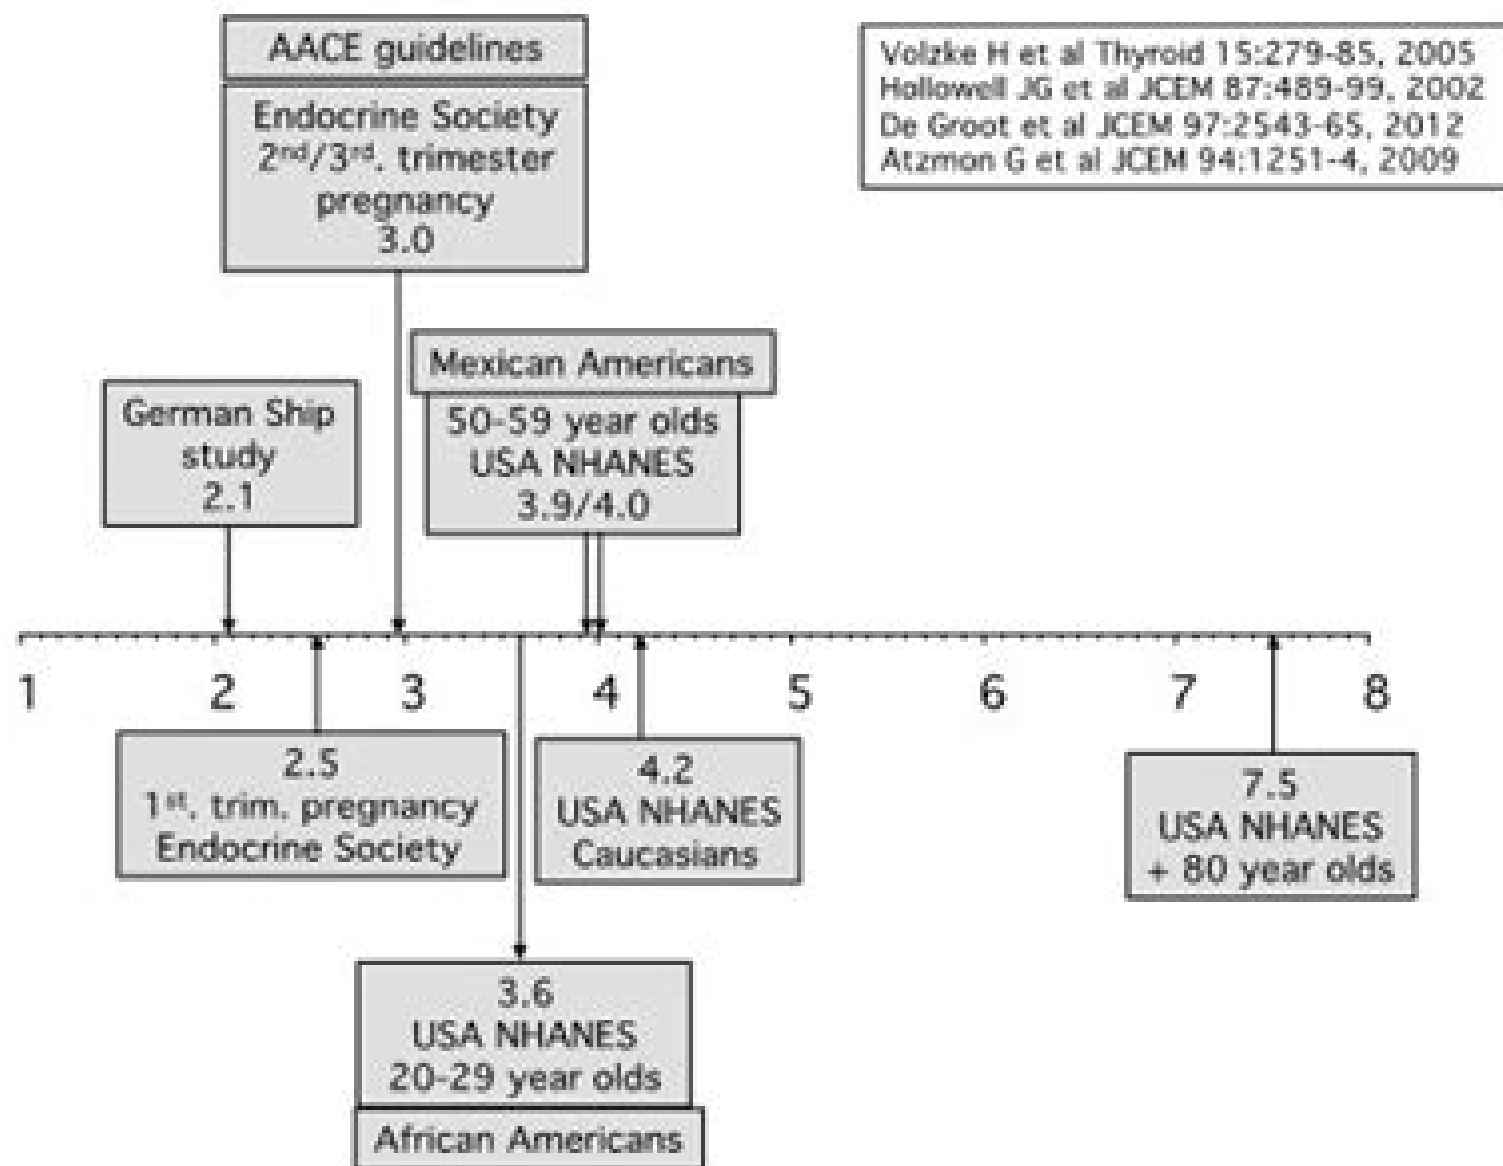 AACE guidelines
Endocrine Society
2nd/3rd. trimester
pregnancy
3.0
Volzke H et al Thyroid 15:279-85, 2005
Hollowell JG et al JCEM 87:489-99, 2002
De Groot et al JCEM 97:2543-65, 2012
Atzmon G et al JCEM 94:1251-4, 2009
German Ship
study
2.1
Mexican Americans
50-59 year olds
USA NHANES
3.9/4.0
1 2 3 4 5 6 7 8
2.5
1st. trim. pregnancy
Endocrine Society
4.2
USA NHANES
Caucasians
7.5
USA NHANES
+ 80 year olds
3.6
USA NHANES
20-29 year olds
African Americans